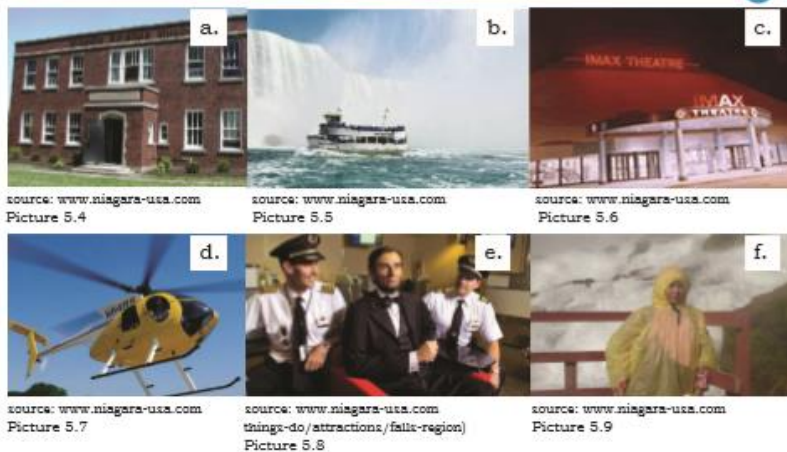 a.
b.
c.
IMAX THEATRE
IMAX
THEATRE
source: www.niagara-usa.com
Picture 5.4
source: www.niagara-usa.com
Picture 5.5
source: www.niagara-usa.com
Picture 5.6
d.
e.
f.
source: www.niagara-usa.com
Picture 5.7
source: www.niagara-usa.com
things-do/attractions/falls-region)
Picture 5.8
source: www.niagara-usa.com
Picture 5.9